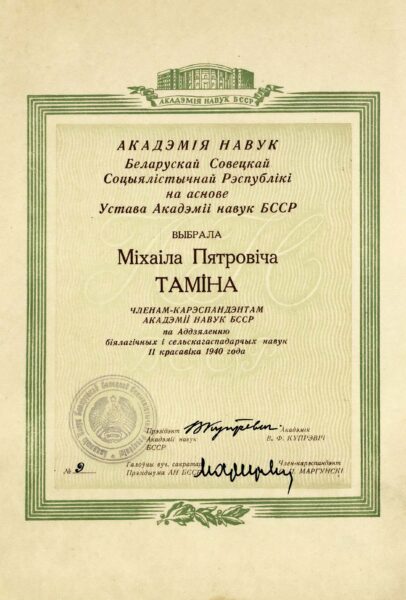 АКАДЭМІЯ НАВУК БССР
АКАДЭМІЯ НАВУК
Беларускай Совецкай
Соцыялістычнай Рэспублікі
на аснове
Устава Акадэміі навук БССР
ВЫБРАЛА
Міхаіла Пятровіча
ТАМІНА
ЧЛЕНАМ-КАРЭСПАНДЭНТАМ
АКАДЭМІІ НАВУК БССР
па Аддзяленню
біялагічных і сельскагаспадарчых навук
11 красавіка 1940 года
Прэзідэнт Акадэмік
Акадэміі навук В. Ф. КУПРЭВІЧ
БССР
Галоўны вуч. сакратар Член-карэспандэнт
№ 9 Прэзідыума АН БССР МАРГУНСКІ